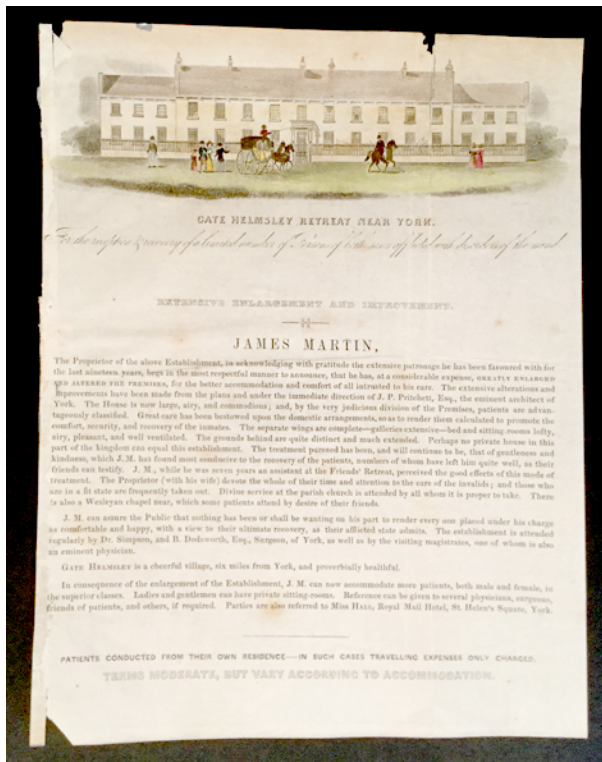 GATE HELMSLEY RETREAT NEAR YORK.
For the reception & recovery of a limited number of Persons of both sexes afflicted with disorders of the mind
EXTENSIVE ENLARGEMENT AND IMPROVEMENT.
JAMES MARTIN,
The Proprietor of the above Establishment, in acknowledging with gratitude the extensive patronage he has been favoured with for
the last nineteen years, begs in the most respectful manner to announce, that he has, at a considerable expense, GREATLY ENLARGED
AND ALTERED THE PREMISES, for the better accommodation and comfort of all intrusted to his care. The extensive alterations and
improvements have been made from the plans and under the immediate direction of J. P. Pritchett, Esq., the eminent architect of
York. The House is now large, airy, and commodious; and, by the very judicious division of the Premises, patients are advan-
tageously classified. Great care has been bestowed upon the domestic arrangements, so as to render them calculated to promote the
comfort, security, and recovery of the inmates. The separate wings are complete—galleries extensive—bed and sitting-rooms lofty,
airy, pleasant, and well ventilated. The grounds behind are quite distinct and much extended. Perhaps no private house in this
part of the kingdom can equal this establishment. The treatment pursued has been, and will continue to be, that of gentleness and
kindness, which J. M. has found most conducive to the recovery of the patients, numbers of whom have left him quite well, as their
friends can testify. J. M., while he was seven years an assistant at the Friends' Retreat, perceived the good effects of this mode of
treatment. The Proprietor (with his wife) devote the whole of their time and attention to the care of the invalids; and those who
are in a fit state are frequently taken out. Divine service at the parish church is attended by all whom it is proper to take. There
is also a Wesleyan chapel near, which some patients attend by desire of their friends.
J. M. can assure the Public that nothing has been or shall be wanting on his part to render every one placed under his charge
as comfortable and happy, with a view to their ultimate recovery, as their afflicted state admits. The establishment is attended
regularly by Dr. Simpson, and B. Dodsworth, Esq., Surgeon, of York, as well as by the visiting magistrates, one of whom is also
an eminent physician.
GATE HELMSLEY is a cheerful village, six miles from York, and proverbially healthful.
In consequence of the enlargement of the Establishment, J. M. can now accommodate more patients, both male and female, in
the superior classes. Ladies and gentlemen can have private sitting-rooms. Reference can be given to several physicians, surgeons,
friends of patients, and others, if required. Parties are also referred to Miss HALL, Royal Mail Hotel, St. Helen's Square, York.
PATIENTS CONDUCTED FROM THEIR OWN RESIDENCE—IN SUCH CASES TRAVELLING EXPENSES ONLY CHARGED.
TERMS MODERATE, BUT VARY ACCORDING TO ACCOMMODATION.